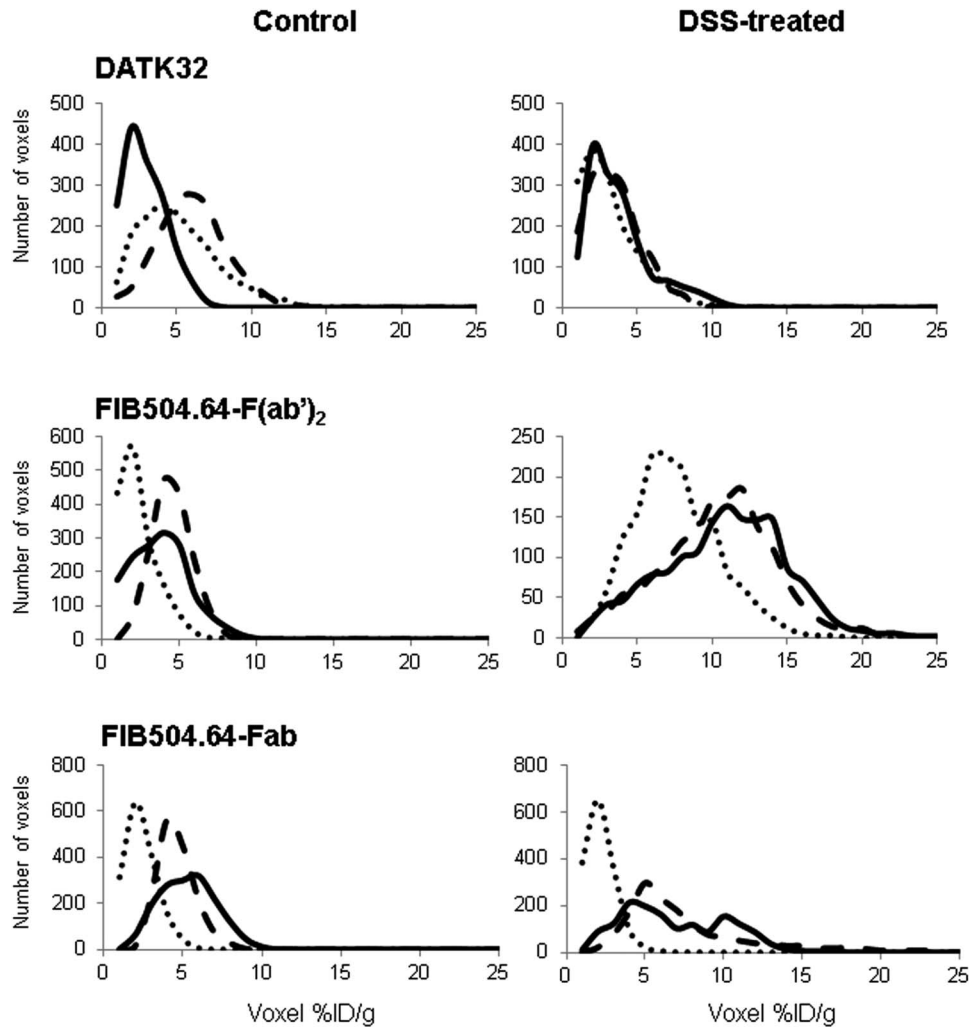 Control DSS-treated
DATK32
Number of voxels
500
400
300
200
100
0
0 5 10 15 20 25
500
400
300
200
100
0
0 5 10 15 20 25
FIB504.64-F(ab')₂
Number of voxels
600
500
400
300
200
100
0
0 5 10 15 20 25
250
200
150
100
50
0
0 5 10 15 20 25
FIB504.64-Fab
Number of voxels
800
600
400
200
0
0 5 10 15 20 25
Voxel %ID/g
800
600
400
200
0
0 5 10 15 20 25
Voxel %ID/g